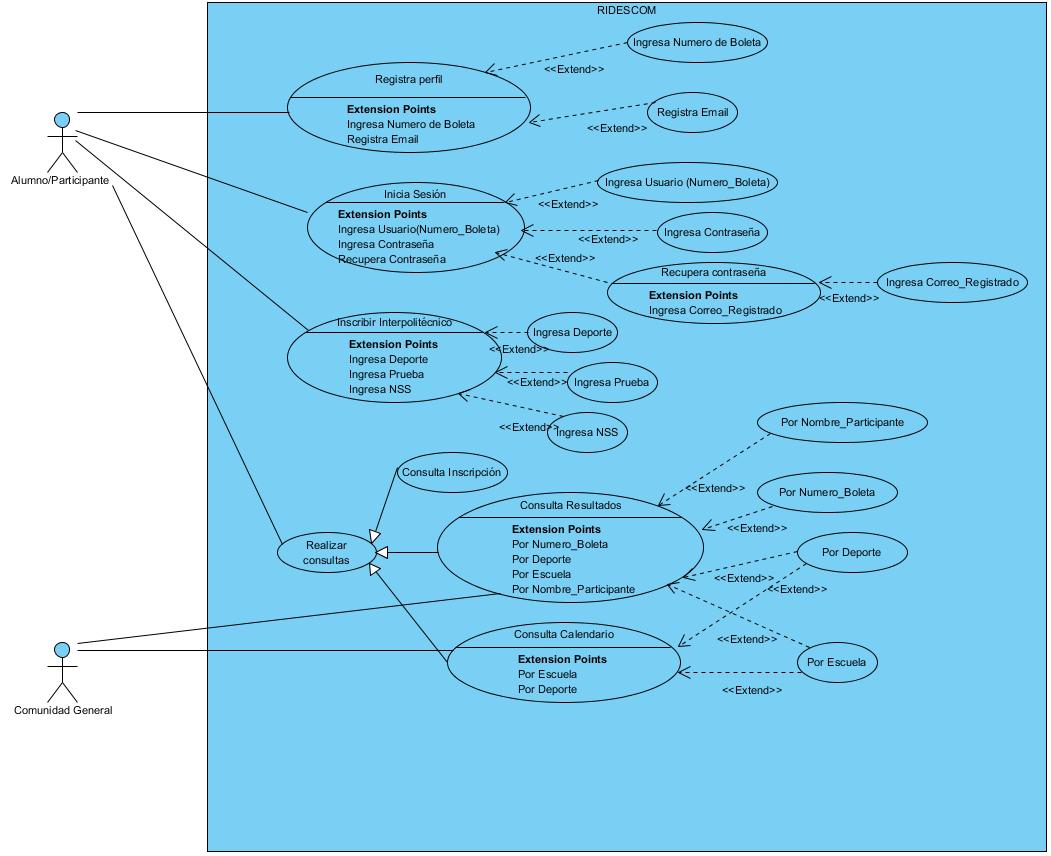 RIDESCOM
Ingresa Numero de Boleta
Registra perfil
<<Extend>>
Extension Points
Ingresa Numero de Boleta
Registra Email
Registra Email
<<Extend>>
Alumno/Participante
Inicia Sesión
Ingresa Usuario (Numero_Boleta)
<<Extend>>
Extension Points
Ingresa Usuario(Numero_Boleta)
Ingresa Contraseña
Recupera Contraseña
Ingresa Contraseña
<<Extend>>
<<Extend>>
Recupera contraseña
Extension Points
Ingresa Correo_Registrado
Ingresa Correo_Registrado
<<Extend>>
Inscribir Interpolitécnico
Extension Points
Ingresa Deporte
Ingresa Prueba
Ingresa NSS
Ingresa Deporte
<<Extend>>
Ingresa Prueba
<<Extend>>
Ingresa NSS
<<Extend>>
Por Nombre_Participante
<<Extend>>
Consulta Inscripción
Por Numero_Boleta
<<Extend>>
Consulta Resultados
Extension Points
Por Numero_Boleta
Por Deporte
Por Escuela
Por Nombre_Participante
Realizar
consultas
Por Deporte
<<Extend>>
<<Extend>>
Consulta Calendario
Extension Points
Por Escuela
Por Deporte
<<Extend>>
Por Escuela
<<Extend>>
Comunidad General